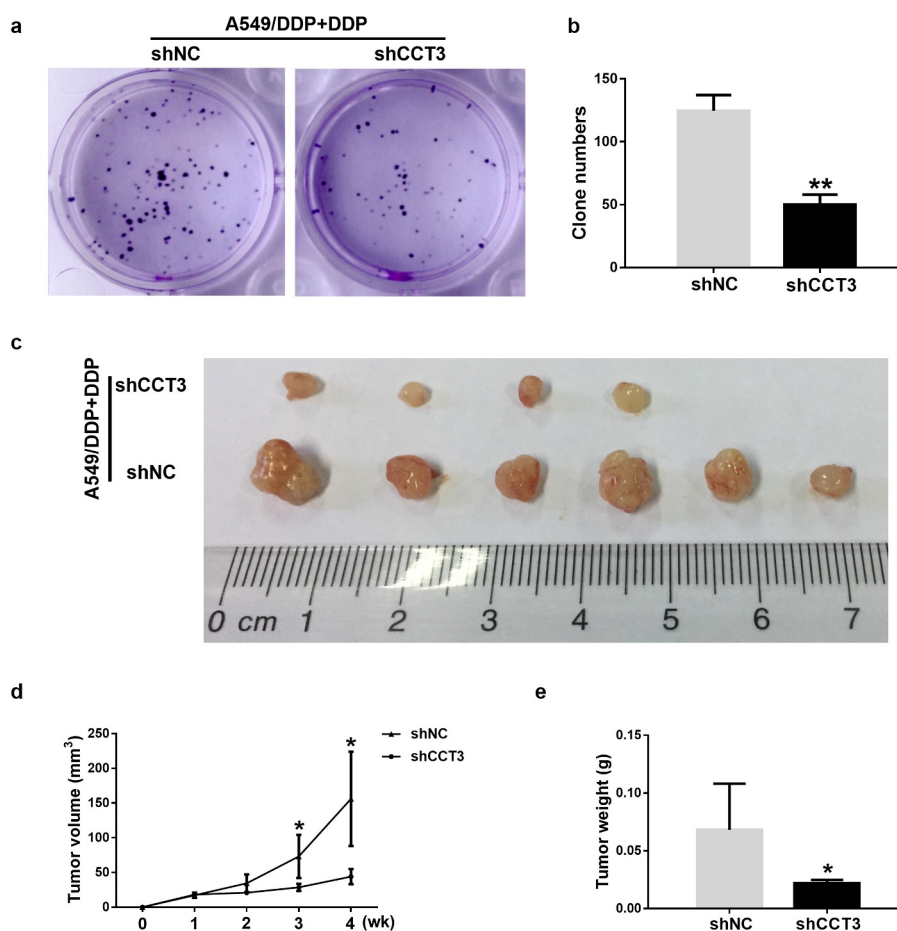 a
A549/DDP+DDP
shNC shCCT3
b
150
100
50
0
Clone numbers
**
shNC shCCT3
c
A549/DDP+DDP
shCCT3
shNC
0 cm 1 2 3 4 5 6 7
d
Tumor volume (mm³)
250
200
150
100
50
0
*
*
shNC
shCCT3
0 1 2 3 4 (wk)
e
Tumor weight (g)
0.15
0.10
0.05
0.00
*
shNC shCCT3